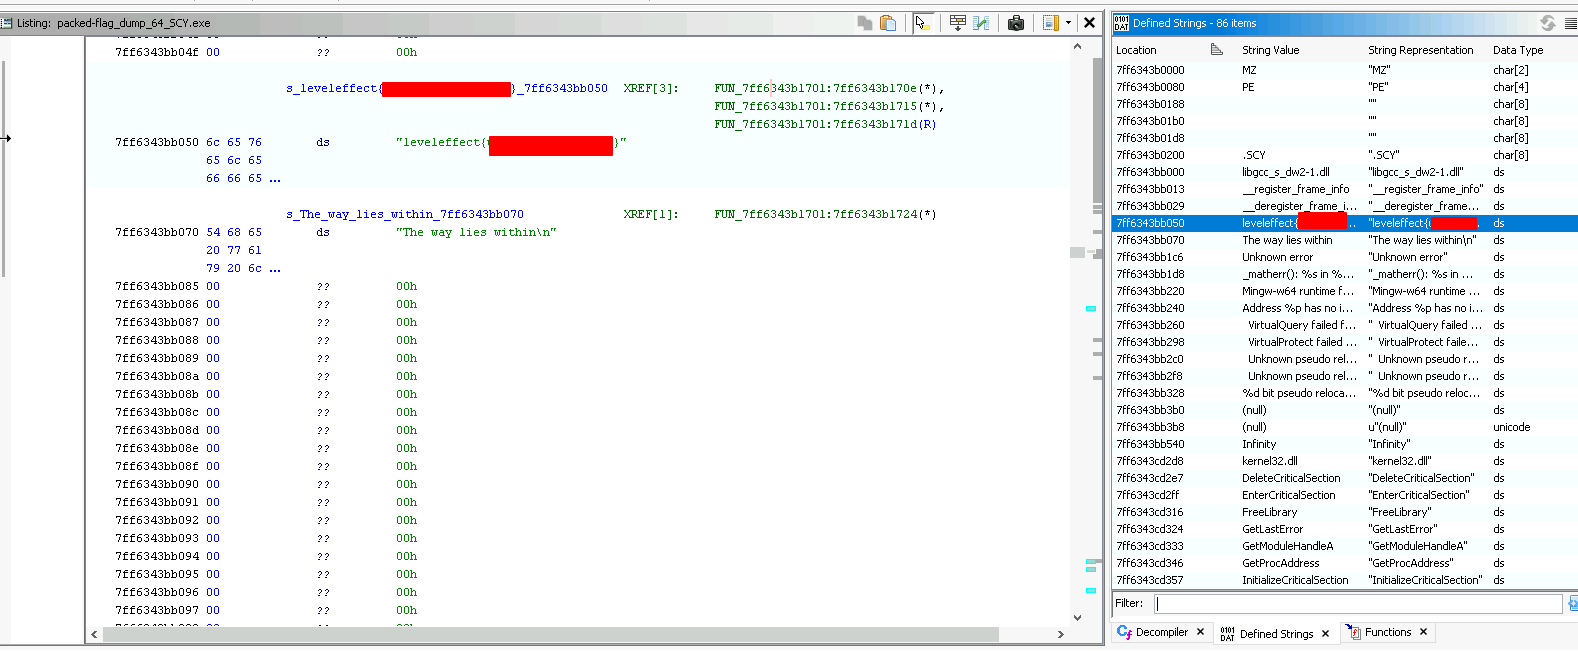 Listing: packed-flag_dump_64_SCY.exe
7ff6343bb04f 00 ?? 00h
s_leveleffect{ }_7ff6343bb050 XREF[3]: FUN_7ff6343b1701:7ff6343b170e(*),
FUN_7ff6343b1701:7ff6343b1715(*),
FUN_7ff6343b1701:7ff6343b171d(R)
7ff6343bb050 6c 65 76 ds "leveleffect{ }"
65 6c 65
66 66 65 ...
s_The_way_lies_within_7ff6343bb070 XREF[1]: FUN_7ff6343b1701:7ff6343b1724(*)
7ff6343bb070 54 68 65 ds "The way lies within\n"
20 77 61
79 20 6c ...
7ff6343bb085 00 ?? 00h
7ff6343bb086 00 ?? 00h
7ff6343bb087 00 ?? 00h
7ff6343bb088 00 ?? 00h
7ff6343bb089 00 ?? 00h
7ff6343bb08a 00 ?? 00h
7ff6343bb08b 00 ?? 00h
7ff6343bb08c 00 ?? 00h
7ff6343bb08d 00 ?? 00h
7ff6343bb08e 00 ?? 00h
7ff6343bb08f 00 ?? 00h
7ff6343bb090 00 ?? 00h
7ff6343bb091 00 ?? 00h
7ff6343bb092 00 ?? 00h
7ff6343bb093 00 ?? 00h
7ff6343bb094 00 ?? 00h
7ff6343bb095 00 ?? 00h
7ff6343bb096 00 ?? 00h
7ff6343bb097 00 ?? 00h
Defined Strings - 86 items
Location String Value String Representation Data Type
7ff6343b0000 MZ "MZ" char[2]
7ff6343b0080 PE "PE" char[4]
7ff6343b0188 "" char[8]
7ff6343b01b0 "" char[8]
7ff6343b01d8 "" char[8]
7ff6343b0200 .SCY ".SCY" char[8]
7ff6343bb000 libgcc_s_dw2-1.dll "libgcc_s_dw2-1.dll" ds
7ff6343bb013 __register_frame_info "__register_frame_info" ds
7ff6343bb029 __deregister_frame_i... "__deregister_frame... ds
7ff6343bb050 leveleffect{ ... "leveleffect{ . ds
7ff6343bb070 The way lies within "The way lies within\n" ds
7ff6343bb1c6 Unknown error "Unknown error" ds
7ff6343bb1d8 _matherr(): %s in %... "_matherr(): %s in ... ds
7ff6343bb220 Mingw-w64 runtime f... "Mingw-w64 runtime ... ds
7ff6343bb240 Address %p has no i... "Address %p has no i... ds
7ff6343bb260 VirtualQuery failed f... " VirtualQuery failed ... ds
7ff6343bb298 VirtualProtect failed ... " VirtualProtect faile... ds
7ff6343bb2c0 Unknown pseudo rel... " Unknown pseudo r... ds
7ff6343bb2f8 Unknown pseudo rel... " Unknown pseudo r... ds
7ff6343bb328 %d bit pseudo reloca... "%d bit pseudo reloc... ds
7ff6343bb3b0 (null) "(null)" ds
7ff6343bb3b8 (null) u"(null)" unicode
7ff6343bb540 Infinity "Infinity" ds
7ff6343cd2d8 kernel32.dll "kernel32.dll" ds
7ff6343cd2e7 DeleteCriticalSection "DeleteCriticalSection" ds
7ff6343cd2ff EnterCriticalSection "EnterCriticalSection" ds
7ff6343cd316 FreeLibrary "FreeLibrary" ds
7ff6343cd324 GetLastError "GetLastError" ds
7ff6343cd333 GetModuleHandleA "GetModuleHandleA" ds
7ff6343cd346 GetProcAddress "GetProcAddress" ds
7ff6343cd357 InitializeCriticalSection "InitializeCriticalSection" ds
Filter:
Decompiler Defined Strings Functions